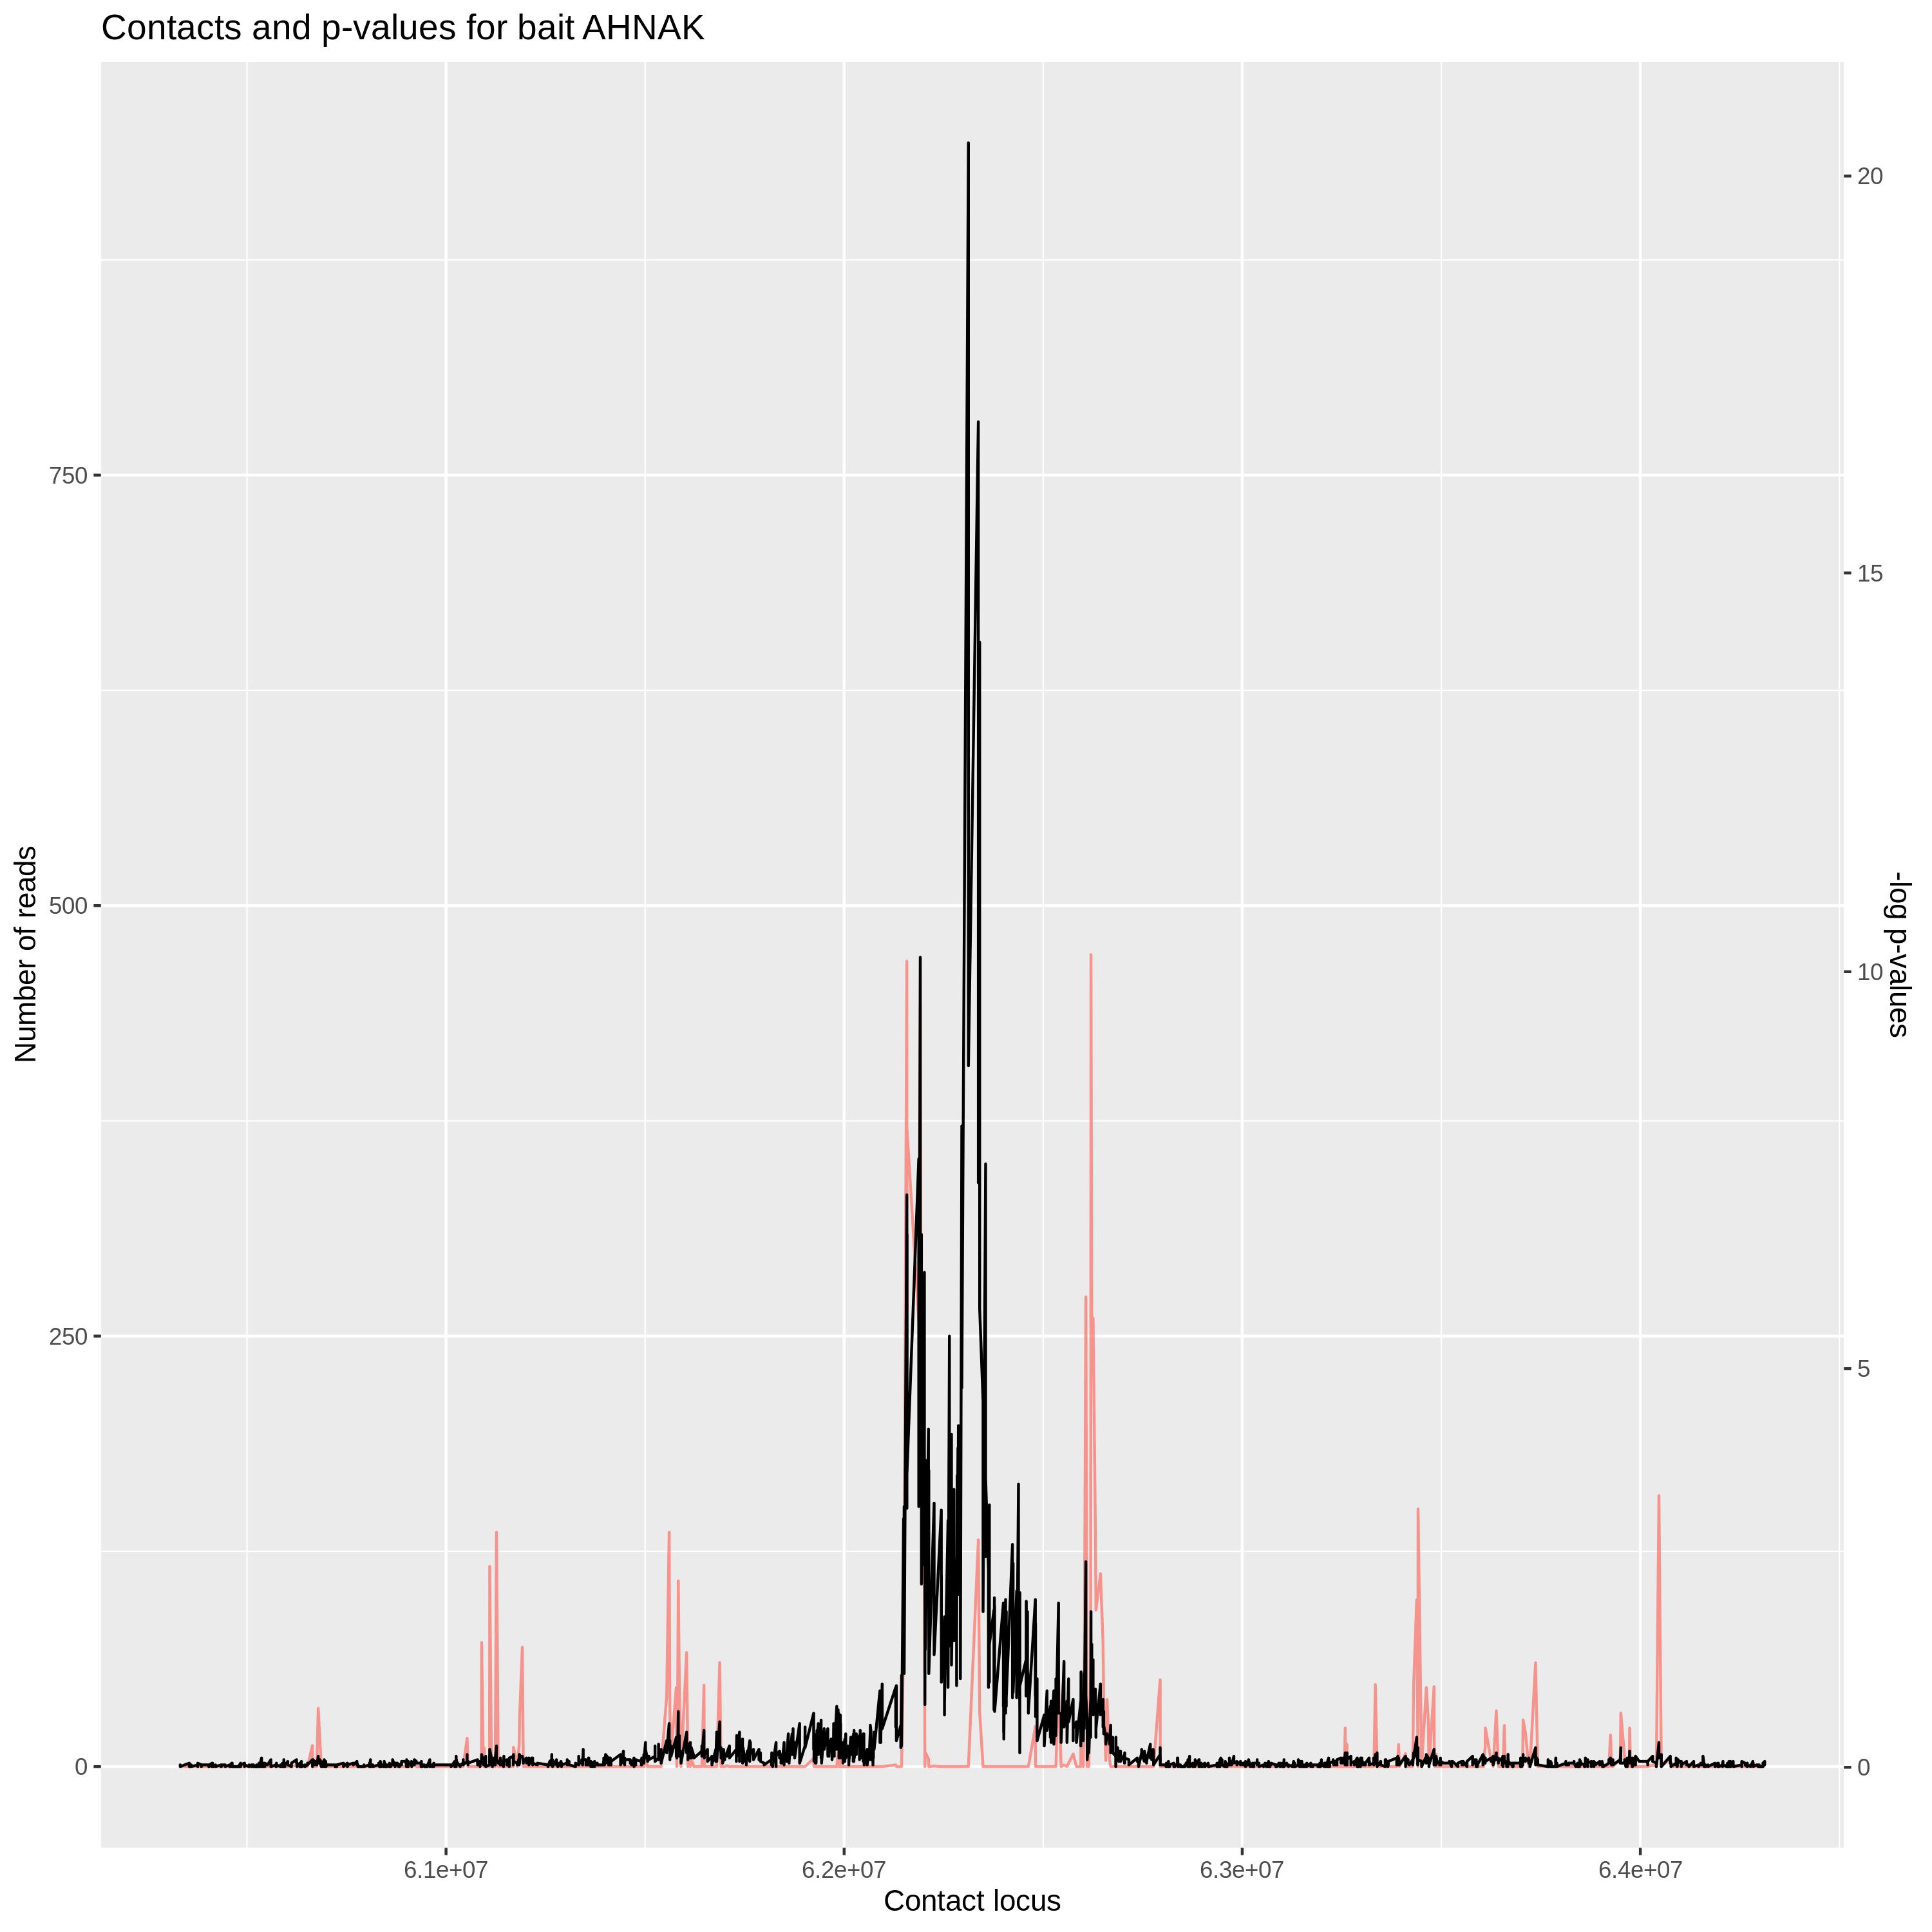 Contacts and p-values for bait AHNAK
Number of reads
750
500
250
0
20
15
10
5
0
-log p-values
6.1e+07
6.2e+07
6.3e+07
6.4e+07
Contact locus